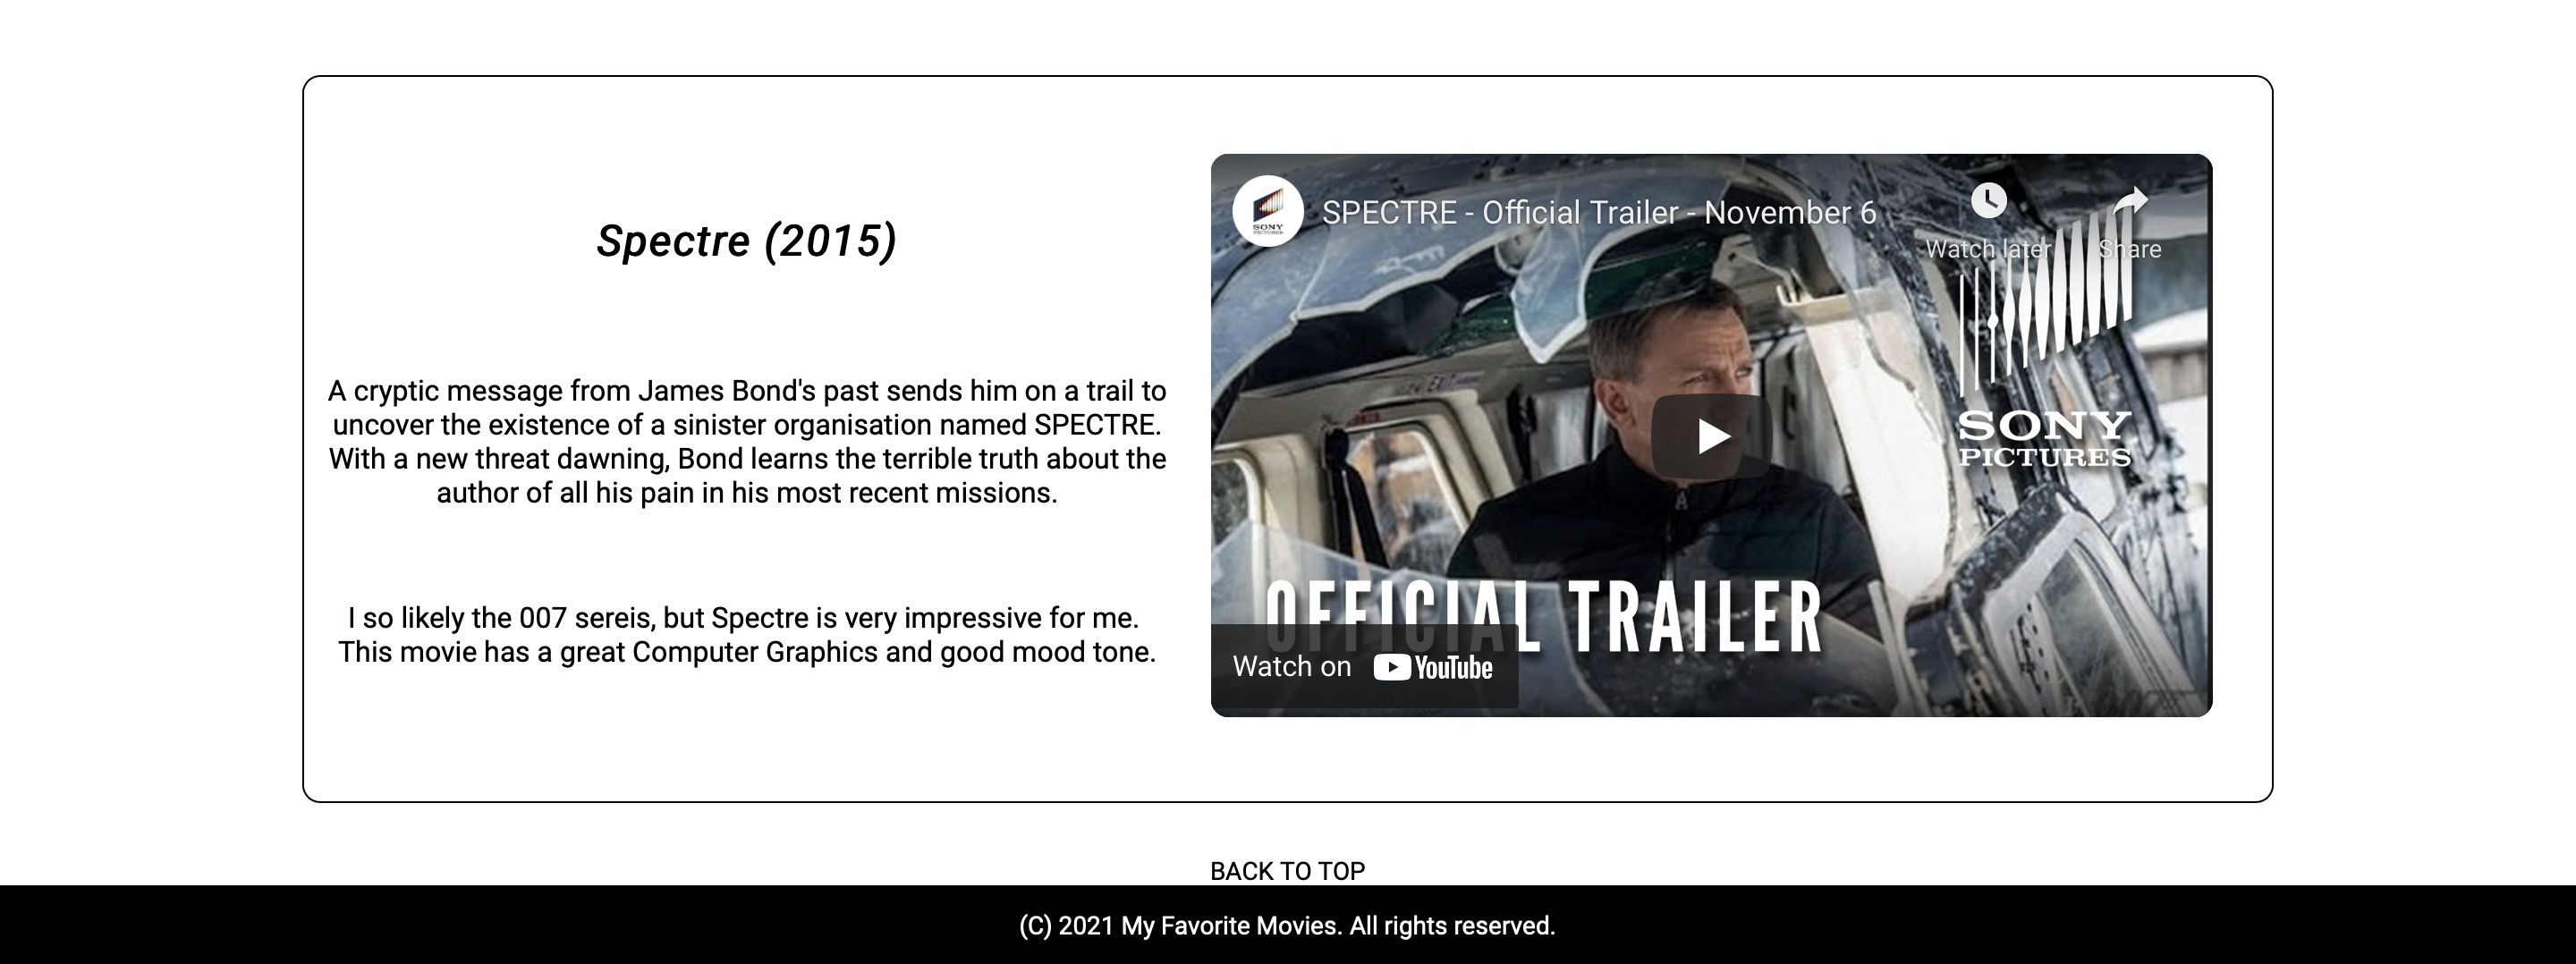 Spectre (2015)
A cryptic message from James Bond's past sends him on a trail to
uncover the existence of a sinister organisation named SPECTRE.
With a new threat dawning, Bond learns the terrible truth about the
author of all his pain in his most recent missions.
I so likely the 007 sereis, but Spectre is very impressive for me.
This movie has a great Computer Graphics and good mood tone.
SONY
PICTURES
SPECTRE - Official Trailer - November 6
Watch later
Share
SONY
PICTURES
OFFICIAL TRAILER
Watch on YouTube
BACK TO TOP
(C) 2021 My Favorite Movies. All rights reserved.